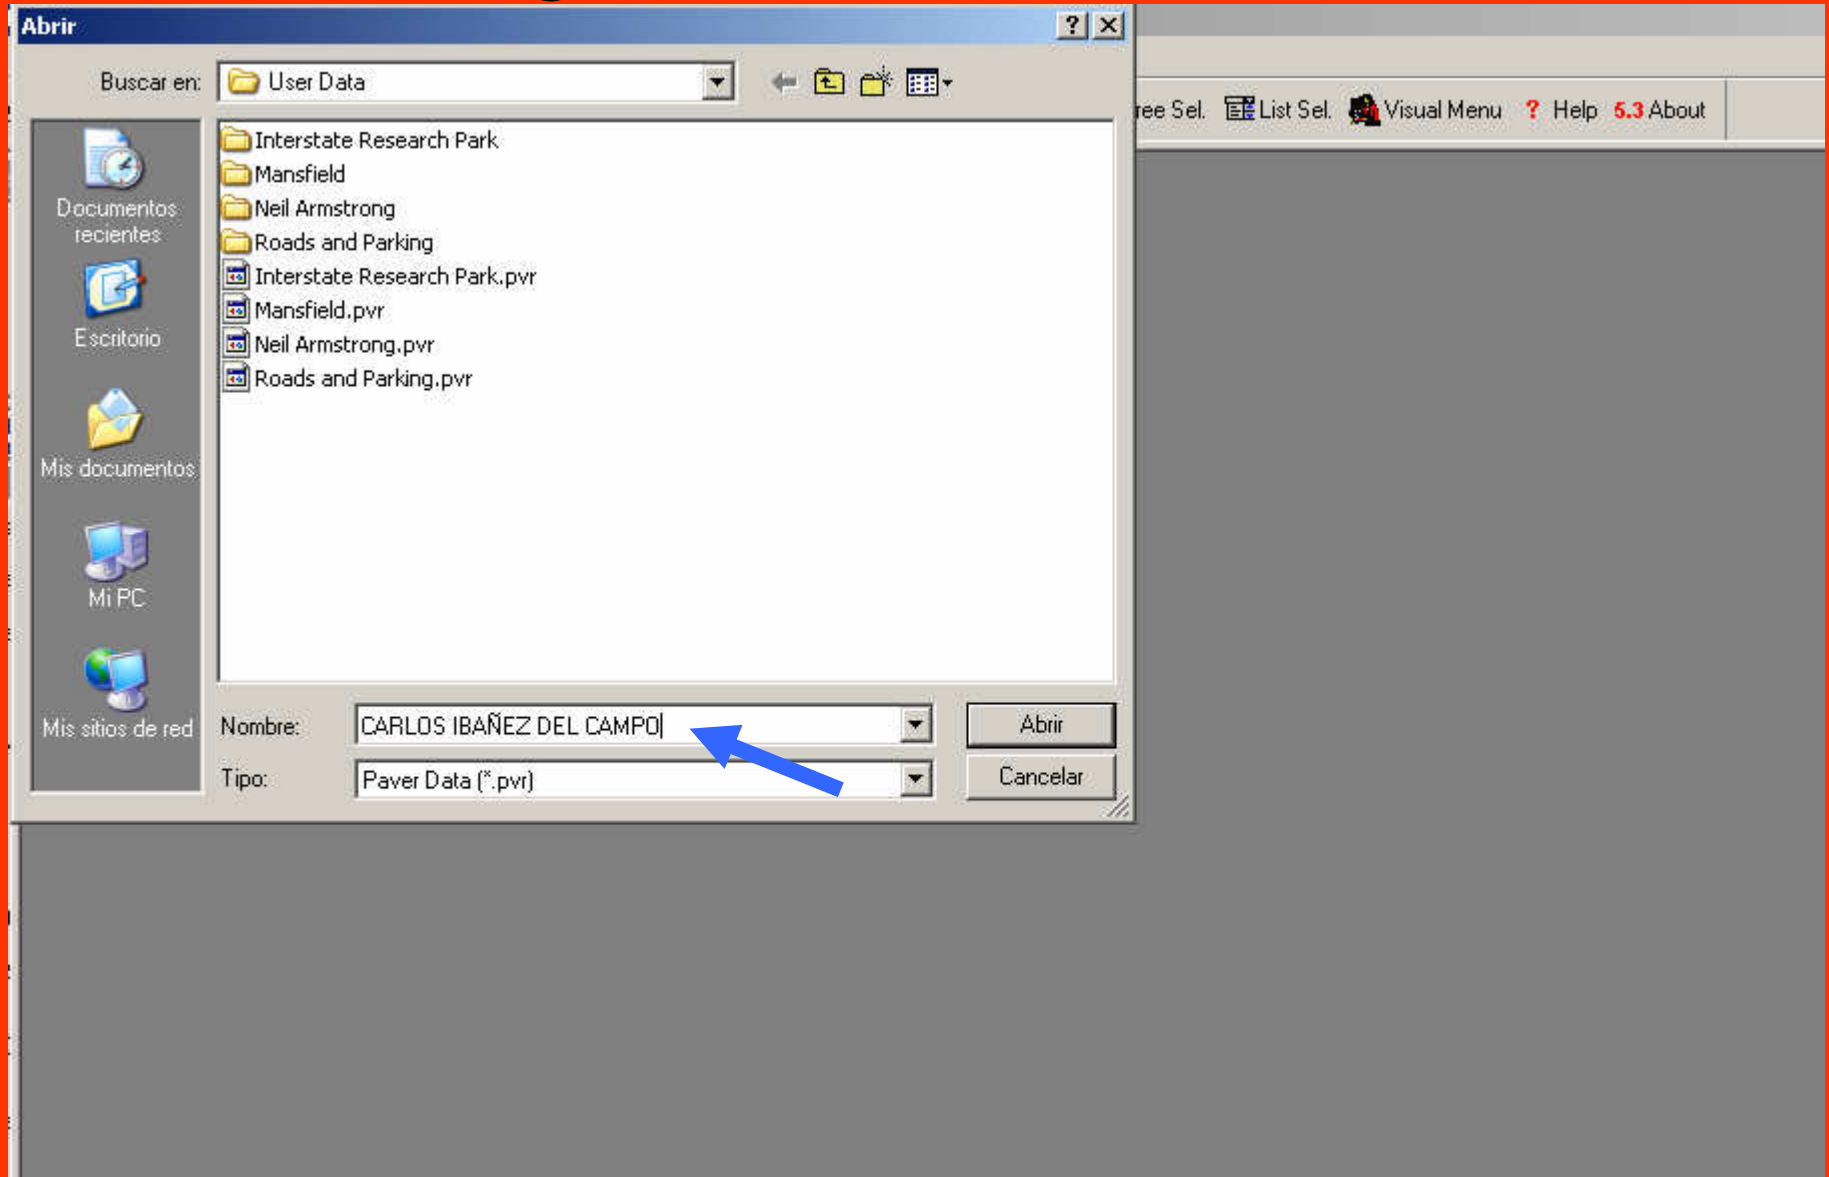 Abrir
Buscar en: User Data
ree Sel. List Sel. Visual Menu ? Help 5.3 About
Interstate Research Park
Mansfield
Neil Armstrong
Roads and Parking
Interstate Research Park.pvr
Mansfield.pvr
Neil Armstrong.pvr
Roads and Parking.pvr
Documentos
recientes
Escritorio
Mis documentos
Mi PC
Mis sitios de red
Nombre: CARLOS IBAÑEZ DEL CAMPO Abrir
Tipo: Paver Data (*.pvr) Cancelar